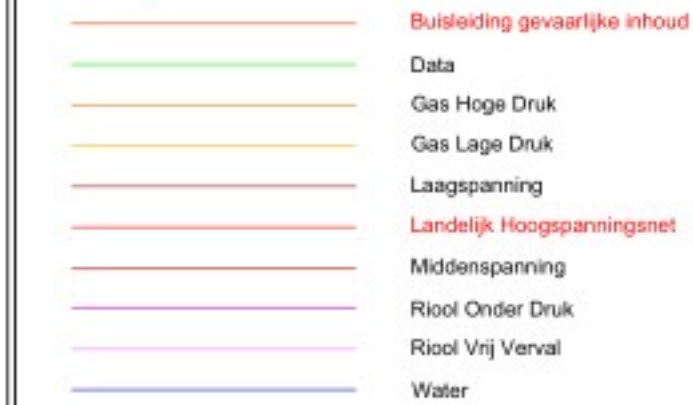 Buisleiding gevaarlijke inhoud
Data
Gas Hoge Druk
Gas Lage Druk
Laagspanning
Landelijk Hoogspanningsnet
Middenspanning
Riool Onder Druk
Riool Vrij Verval
Water